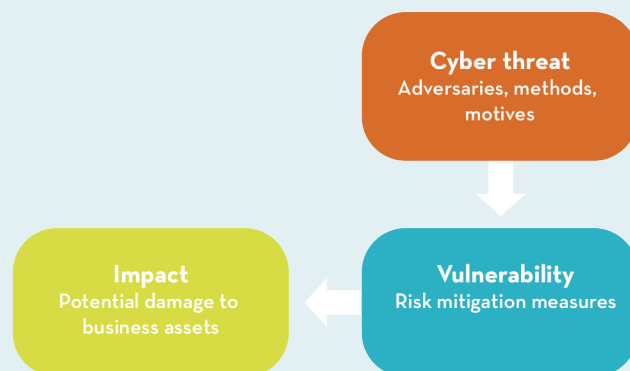 Cyber threat
Adversaries, methods,
motives
Impact
Potential damage to
business assets
Vulnerability
Risk mitigation measures